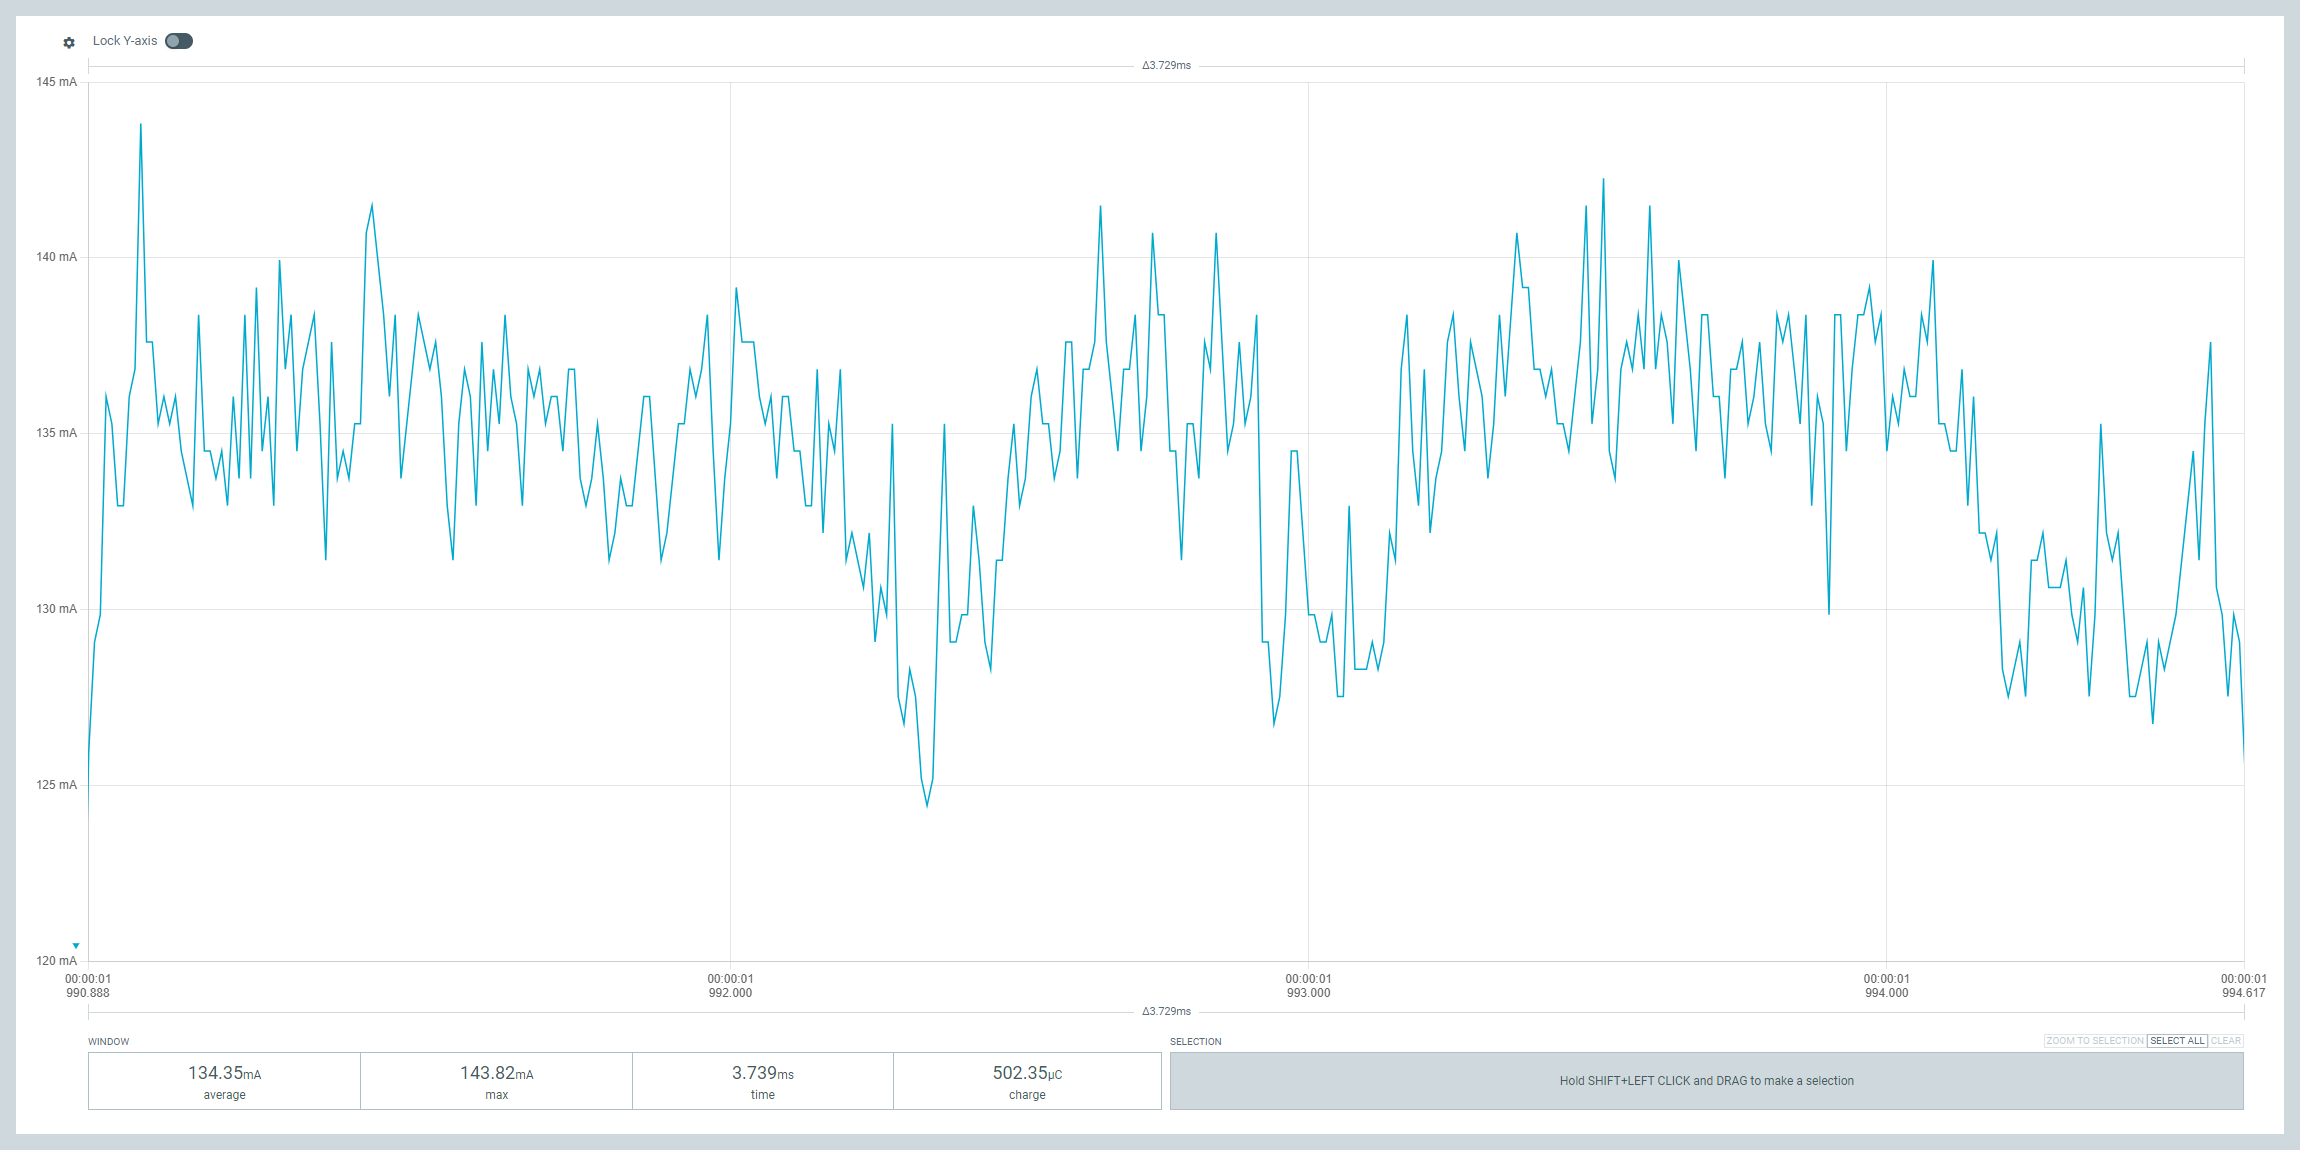 Lock Y-axis
Δ3.729ms
145 mA
140 mA
135 mA
130 mA
125 mA
120 mA
00:00:01 00:00:01 00:00:01 00:00:01 00:00:01
990.888 992.000 993.000 994.000 994.617
Δ3.729ms
WINDOW SELECTION ZOOM TO SELECTION SELECT ALL CLEAR
134.35mA 143.82mA 3.739ms 502.35μC
average max time charge
Hold SHIFT+LEFT CLICK and DRAG to make a selection